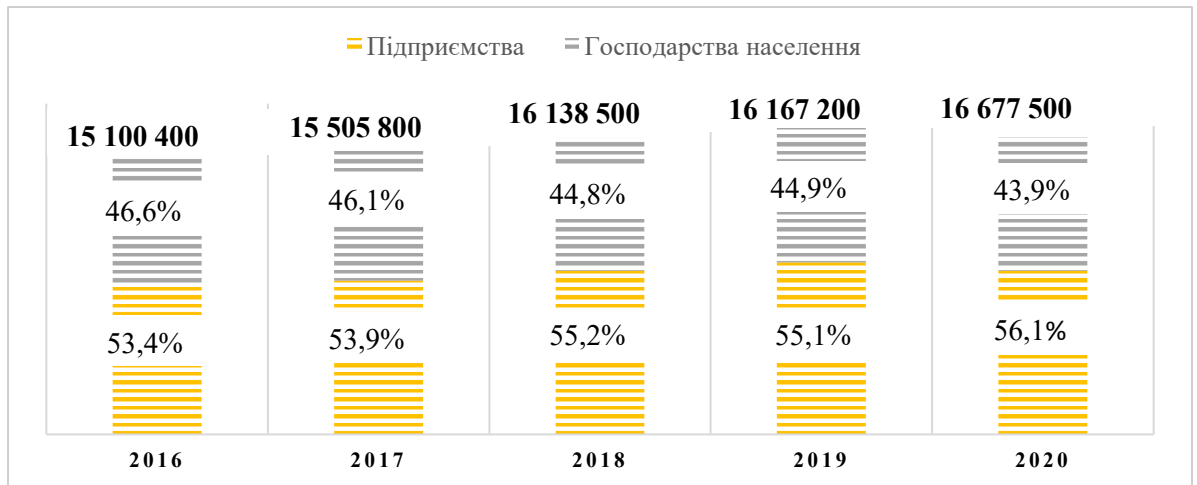 Підприємства Господарства населення
15 100 400 15 505 800 16 138 500 16 167 200 16 677 500
46,6% 46,1% 44,8% 44,9% 43,9%
53,4% 53,9% 55,2% 55,1% 56,1%
2016 2017 2018 2019 2020